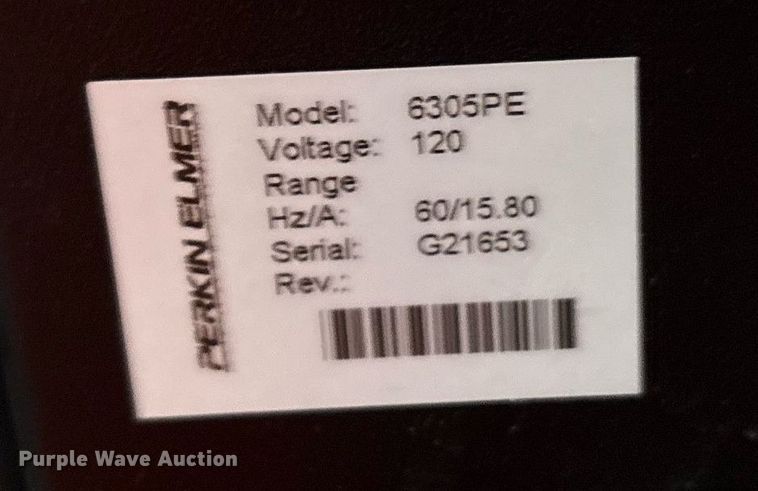 PERKIN ELMER
Model: 6305PE
Voltage: 120
Range
Hz/A: 60/15.80
Serial: G21653
Rev.:
Purple Wave Auction